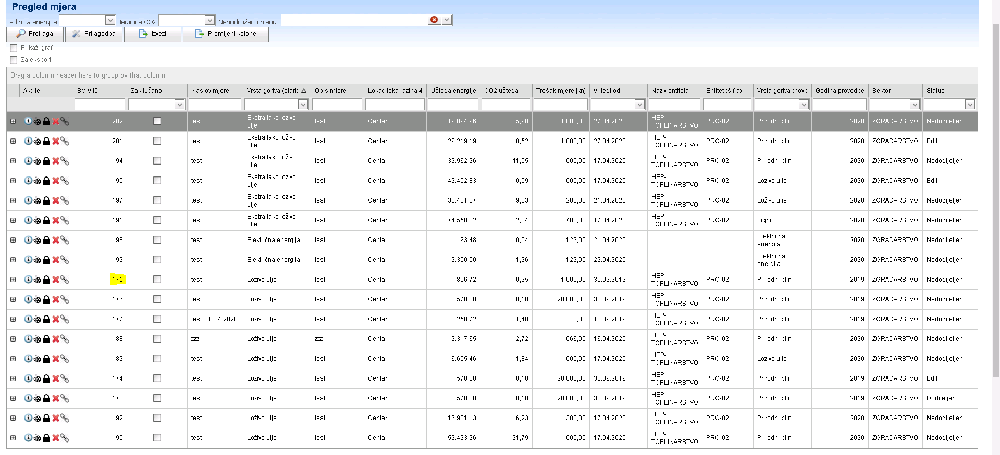 Pregled mjera
Jedinica energije Jedinica CO2 Nepridruženo planu:
Pretraga Prilagodba Izvezi Promijeni kolone
Prikaži graf
Za eksport
Drag a column header here to group by that column
Akcije SMIV ID Zaključano Naslov mjere Vrsta goriva (stari) Opis mjere Lokacijska razina 4 Ušteda energije CO2 ušteda Trošak mjere [kn] Vrijedi od Naziv entiteta Entitet (šifra) Vrsta goriva (novi) Godina provedbe Sektor Status
202 test Ekstra lako loživo ulje test Centar 19.894,96 5,90 1.000,00 27.04.2020 HEP-TOPLINARSTVO PRO-02 Prirodni plin 2020 ZGRADARSTVO Nedodijeljen
201 test Ekstra lako loživo ulje test Centar 29.219,19 8,52 1.000,00 27.04.2020 HEP-TOPLINARSTVO PRO-02 Prirodni plin 2020 ZGRADARSTVO Edit
194 test Ekstra lako loživo ulje test Centar 33.962,26 11,55 600,00 17.04.2020 HEP-TOPLINARSTVO PRO-02 Prirodni plin 2020 ZGRADARSTVO Nedodijeljen
190 test Ekstra lako loživo ulje test Centar 42.452,83 10,59 600,00 17.04.2020 HEP-TOPLINARSTVO PRO-02 Loživo ulje 2020 ZGRADARSTVO Edit
197 test Ekstra lako loživo ulje test Centar 38.431,37 9,03 200,00 21.04.2020 HEP-TOPLINARSTVO PRO-02 Loživo ulje 2020 ZGRADARSTVO Nedodijeljen
191 test Ekstra lako loživo ulje test Centar 74.558,82 2,84 700,00 17.04.2020 HEP-TOPLINARSTVO PRO-02 Lignit 2020 ZGRADARSTVO Nedodijeljen
198 test Električna energija test Centar 93,48 0,04 123,00 21.04.2020 Električna energija 2020 ZGRADARSTVO Nedodijeljen
199 test Električna energija test Centar 3.350,00 1,26 123,00 22.04.2020 Električna energija 2020 ZGRADARSTVO Nedodijeljen
175 test Loživo ulje test Centar 806,72 0,25 1.000,00 30.09.2019 HEP-TOPLINARSTVO PRO-02 Prirodni plin 2019 ZGRADARSTVO Nedodijeljen
176 test Loživo ulje test Centar 570,00 0,18 20.000,00 30.09.2019 HEP-TOPLINARSTVO PRO-02 Prirodni plin 2019 ZGRADARSTVO Nedodijeljen
177 test_08.04.2020. Loživo ulje test Centar 258,72 1,40 0,00 10.09.2019 HEP-TOPLINARSTVO PRO-02 Prirodni plin 2019 ZGRADARSTVO Nedodijeljen
188 zzz Loživo ulje zzz Centar 9.317,65 2,72 666,00 16.04.2020 HEP-TOPLINARSTVO PRO-02 Prirodni plin 2020 ZGRADARSTVO Nedodijeljen
189 test Loživo ulje test Centar 6.655,46 1,84 600,00 17.04.2020 HEP-TOPLINARSTVO PRO-02 Loživo ulje 2020 ZGRADARSTVO Nedodijeljen
174 test Loživo ulje test Centar 570,00 0,18 20.000,00 30.09.2019 HEP-TOPLINARSTVO PRO-02 Prirodni plin 2019 ZGRADARSTVO Edit
178 test Loživo ulje test Centar 570,00 0,18 20.000,00 30.09.2019 HEP-TOPLINARSTVO PRO-02 Prirodni plin 2019 ZGRADARSTVO Dodijeljen
192 test Loživo ulje test Centar 16.981,13 6,23 300,00 17.04.2020 HEP-TOPLINARSTVO PRO-02 Prirodni plin 2020 ZGRADARSTVO Nedodijeljen
195 test Loživo ulje test Centar 59.433,96 21,79 600,00 17.04.2020 HEP-TOPLINARSTVO PRO-02 Prirodni plin 2020 ZGRADARSTVO Nedodijeljen